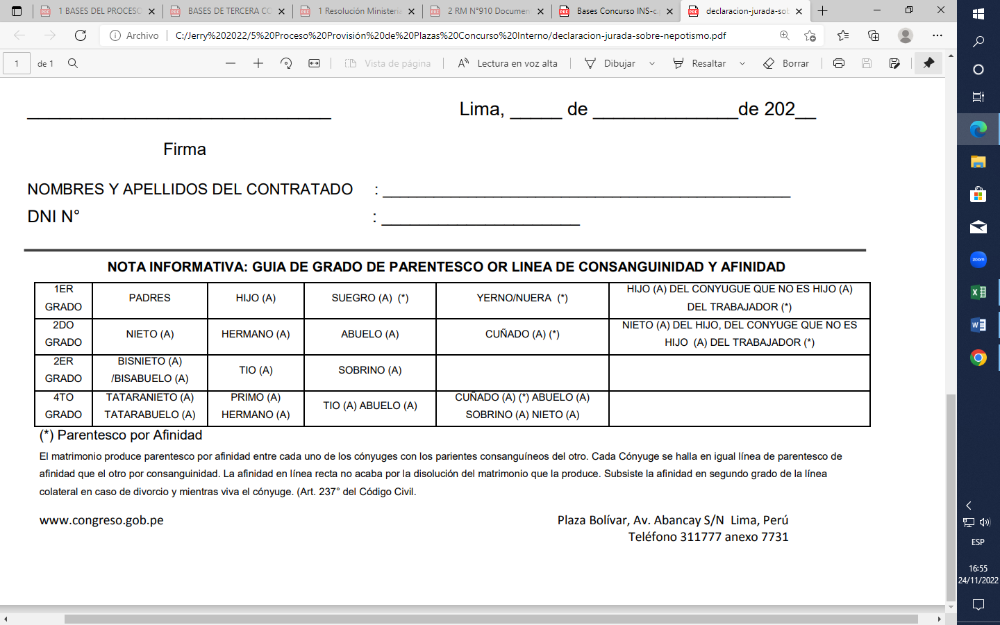 1 BASES DEL PROCESO
BASES DE TERCERA CO
1 Resolución Ministeria
2 RM N°910 Document
Bases Concurso INS-c.p
declaracion-jurada-sob
Archivo
C:/Jerry%202022/5%20Proceso%20Provisión%20de%20Plazas%20Concurso%20Interno/declaracion-jurada-sobre-nepotismo.pdf
1 de 1
Vista de página
Lectura en voz alta
Dibujar
Resaltar
Borrar
Lima, _____ de ______________de 202__
Firma
NOMBRES Y APELLIDOS DEL CONTRATADO :
DNI N° :
NOTA INFORMATIVA: GUIA DE GRADO DE PARENTESCO OR LINEA DE CONSANGUINIDAD Y AFINIDAD
1ER
GRADO
PADRES
HIJO (A)
SUEGRO (A) (*)
YERNO/NUERA (*)
HIJO (A) DEL CONYUGUE QUE NO ES HIJO (A)
DEL TRABAJADOR (*)
2DO
GRADO
NIETO (A)
HERMANO (A)
ABUELO (A)
CUÑADO (A) (*)
NIETO (A) DEL HIJO, DEL CONYUGE QUE NO ES
HIJO (A) DEL TRABAJADOR (*)
2ER
GRADO
BISNIETO (A)
/BISABUELO (A)
TIO (A)
SOBRINO (A)
4TO
GRADO
TATARANIETO (A)
TATARABUELO (A)
PRIMO (A)
HERMANO (A)
TIO (A) ABUELO (A)
CUÑADO (A) (*) ABUELO (A)
SOBRINO (A) NIETO (A)
(*) Parentesco por Afinidad
El matrimonio produce parentesco por afinidad entre cada uno de los cónyuges con los parientes consanguíneos del otro. Cada Cónyuge se halla en igual línea de parentesco de
afinidad que el otro por consanguinidad. La afinidad en línea recta no acaba por la disolución del matrimonio que la produce. Subsiste la afinidad en segundo grado de la línea
colateral en caso de divorcio y mientras viva el cónyuge. (Art. 237° del Código Civil.
www.congreso.gob.pe
Plaza Bolívar, Av. Abancay S/N Lima, Perú
Teléfono 311777 anexo 7731
zoom
ESP
16:55
24/11/2022